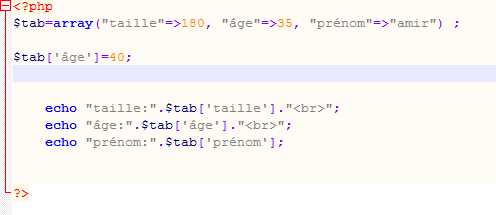 <?php
$tab=array("taille"=>180, "âge"=>35, "prénom"=>"amir") ;
$tab['âge']=40;
echo "taille:".$tab['taille']."<br>";
echo "âge:".$tab['âge']."<br>";
echo "prénom:".$tab['prénom'];
?>